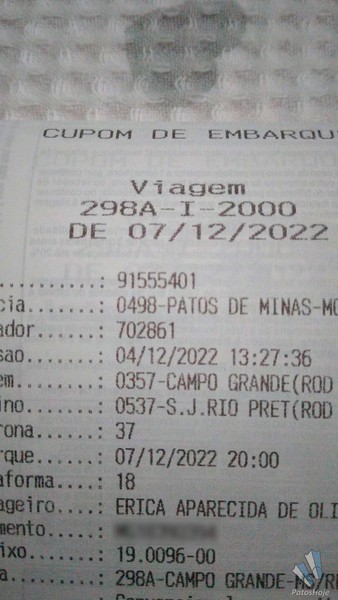 CUPOM DE EMBARQU
Viagem
298A-I-2000
DE 07/12/2022
....: 91555401
cia.......: 0498-PATOS DE MINAS-MG
ador......: 702861
sao.......: 04/12/2022 13:27:36
em........: 0357-CAMPO GRANDE(ROD
ino.......: 0537-S.J.RIO PRET(ROD
rona......: 37
rque......: 07/12/2022 20:00
aforma....: 18
ageiro....: ERICA APARECIDA DE OLI
mento.....:
ixo.......: 19.0096-00
a.........: 298A-CAMPO GRANDE-MS/R
PatosHoje